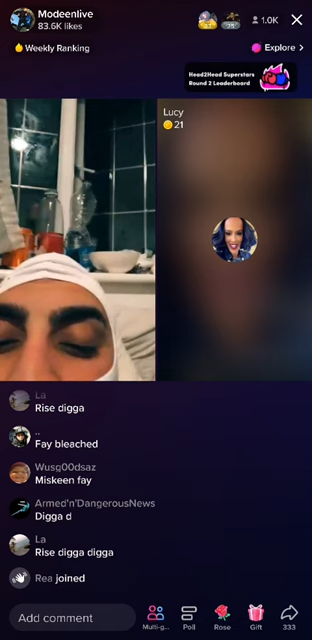 Modeenlive
83.6K likes
1.0K
Weekly Ranking
Explore >
Head2Head Superstars
Round 2 Leaderboard
Lucy
21
La
Rise digga
..
Fay bleached
Wusg00dsaz
Miskeen fay
Armed'n'DangerousNews
Digga d
La
Rise digga digga
Rea joined
Add comment
Multi-g...
Poll
Rose
Gift
333